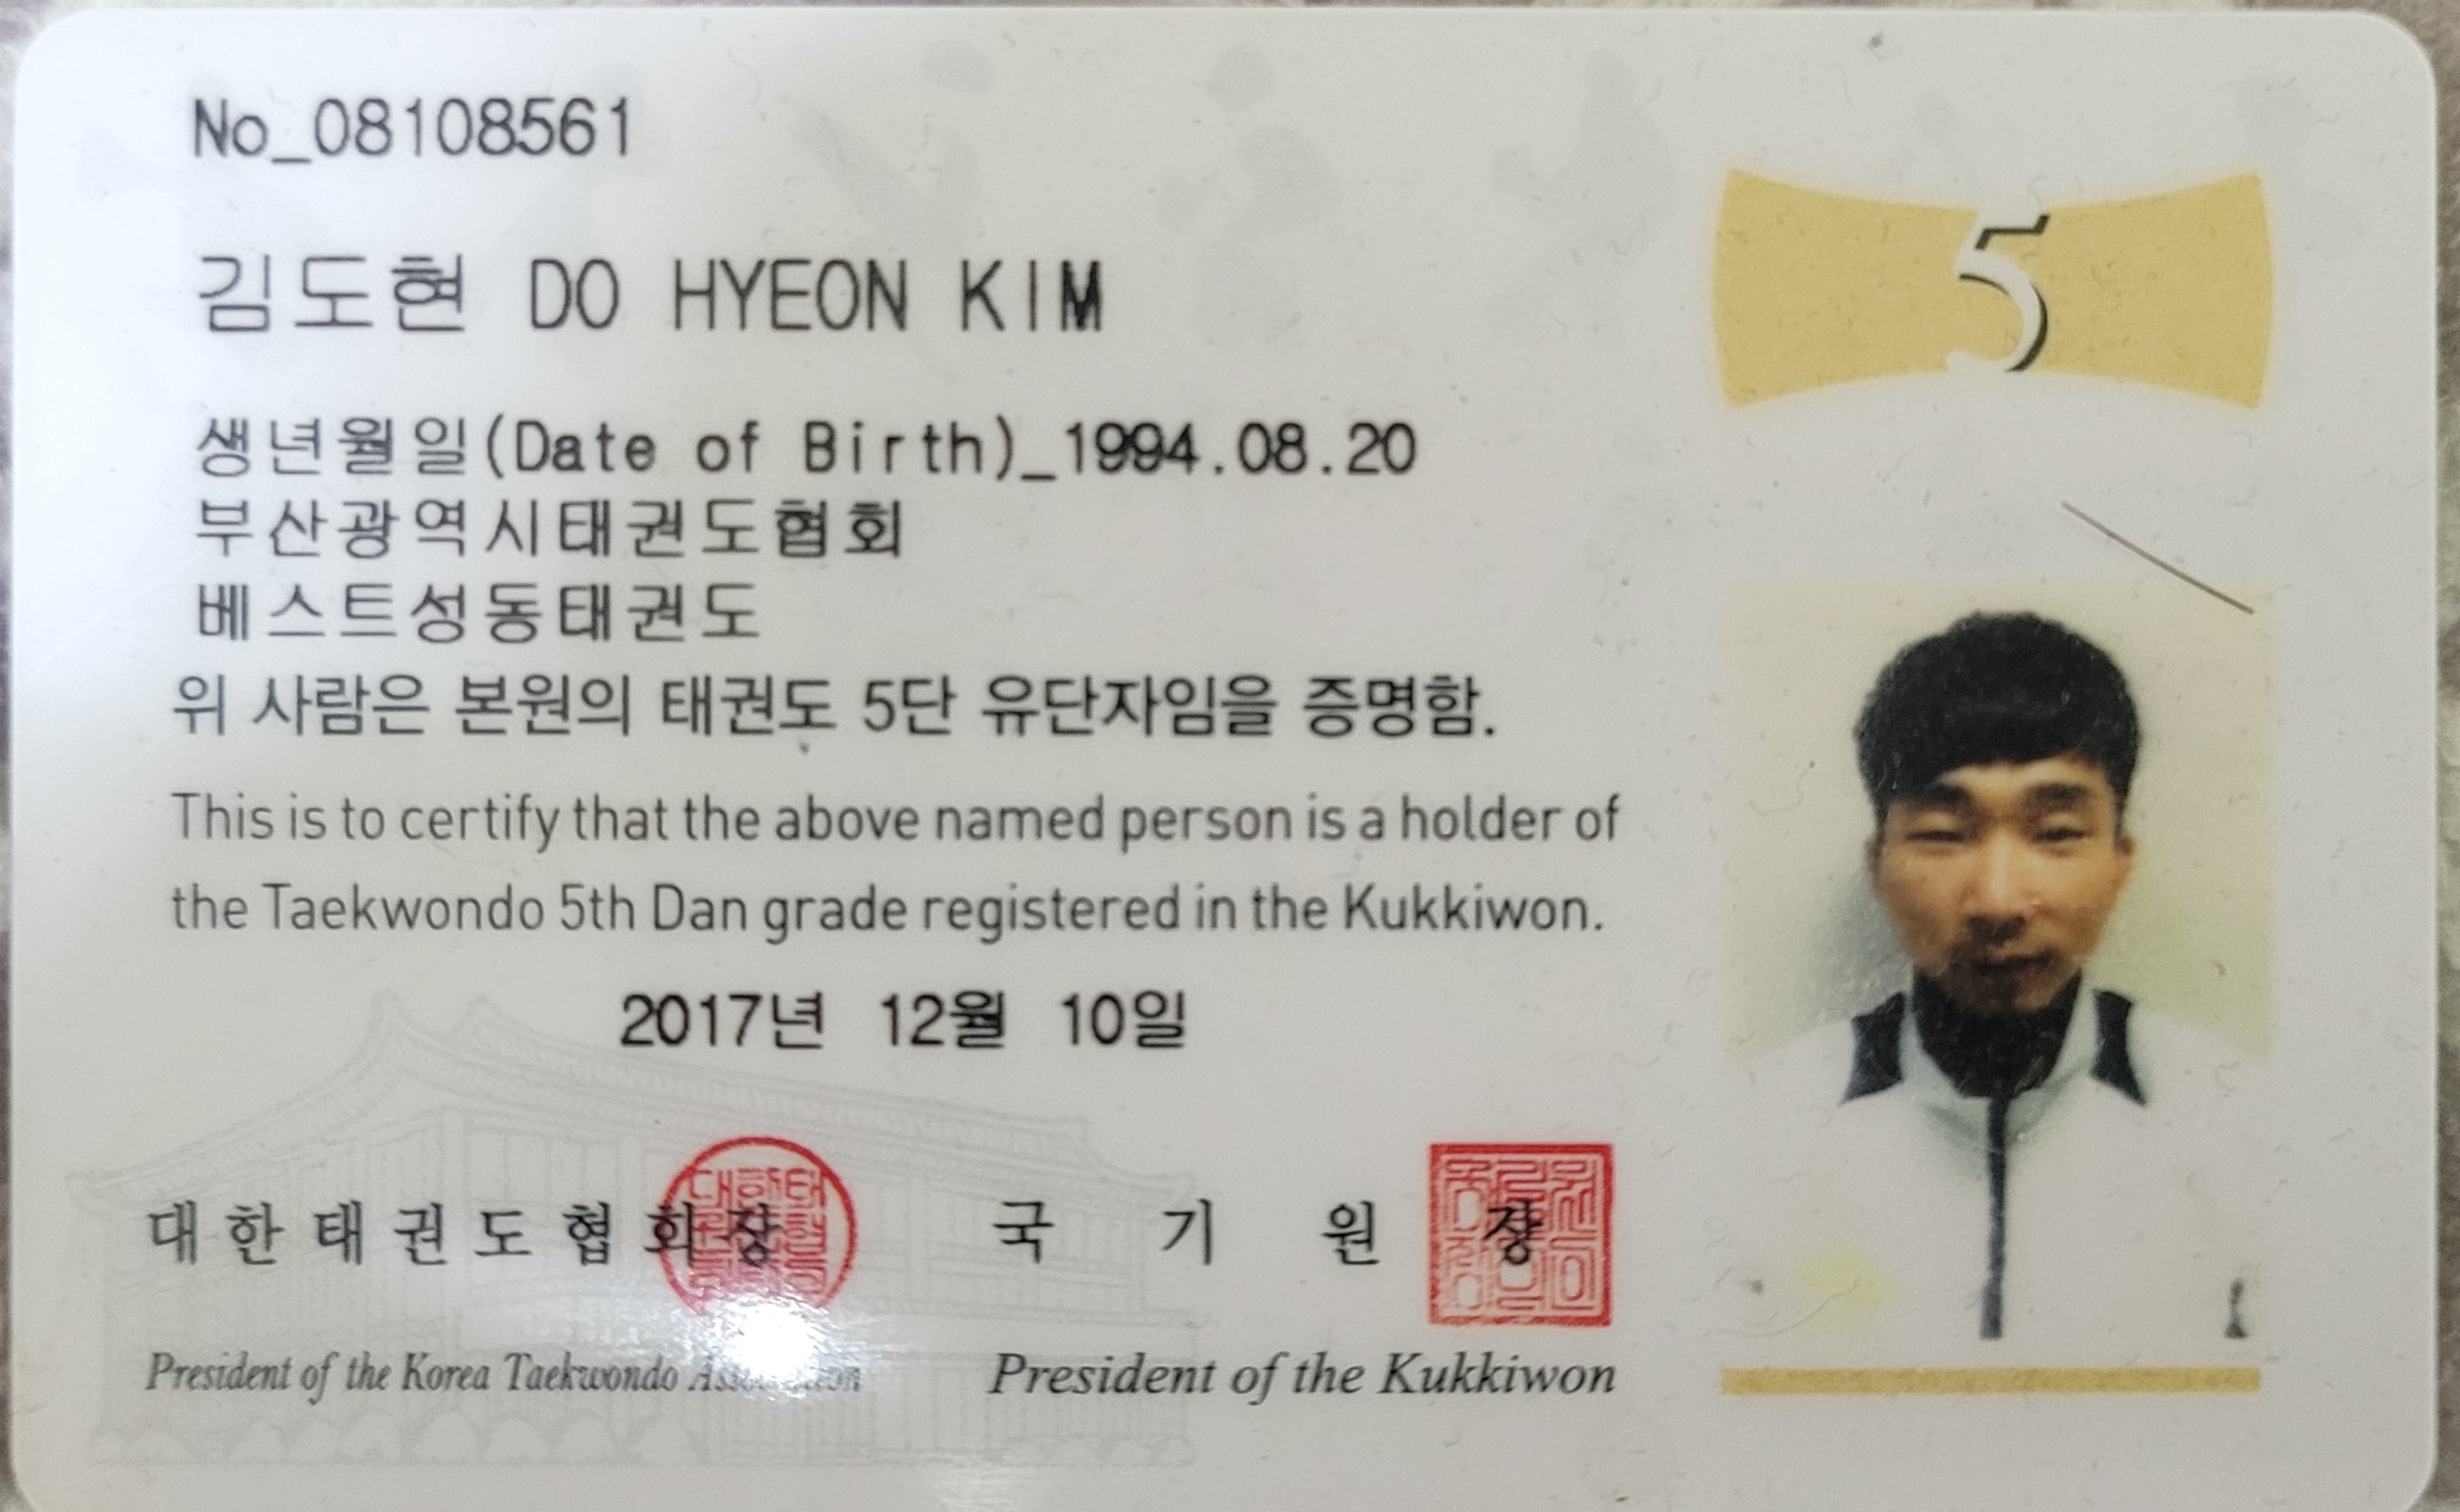 No_08108561
5
김도현 DO HYEON KIM
생년월일(Date of Birth)_1994.08.20
부산광역시태권도협회
베스트성동태권도
위 사람은 본원의 태권도 5단 유단자임을 증명함.
This is to certify that the above named person is a holder of
the Taekwondo 5th Dan grade registered in the Kukkiwon.
2017년 12월 10일
대한태권도협회장
국기원장
President of the Korea Taekwondo Association
President of the Kukkiwon